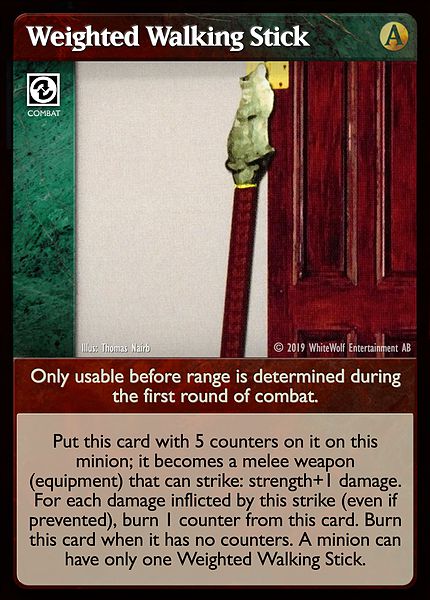 Weighted Walking Stick
A
COMBAT
Illus: Thomas Nairb
© 2019 WhiteWolf Entertainment AB
Only usable before range is determined during
the first round of combat.
Put this card with 5 counters on it on this
minion; it becomes a melee weapon
(equipment) that can strike: strength+1 damage.
For each damage inflicted by this strike (even if
prevented), burn 1 counter from this card. Burn
this card when it has no counters. A minion can
have only one Weighted Walking Stick.